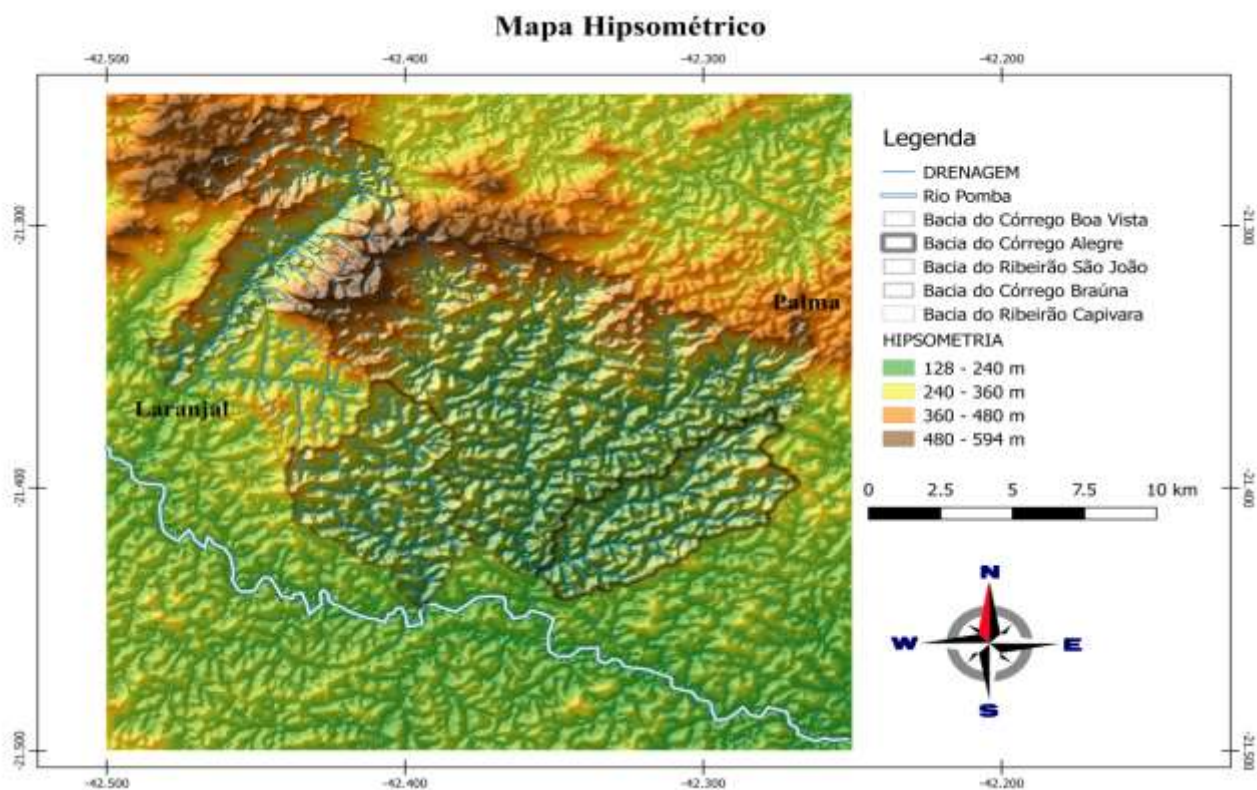 Mapa Hipsométrico
-42.500 -42.400 -42.300 -42.200
-21.300 -21.300
Legenda
DRENAGEM
Rio Pomba
Bacia do Córrego Boa Vista
Bacia do Córrego Alegre
Bacia do Ribeirão São João
Bacia do Córrego Braúna
Bacia do Ribeirão Capivara
HIPSOMETRIA
128 - 240 m
240 - 360 m
360 - 480 m
480 - 594 m
Palma
Laranjal
-21.400 -21.400
0 2.5 5 7.5 10 km
N
W E
S
-21.500 -21.500
-42.500 -42.400 -42.300 -42.200